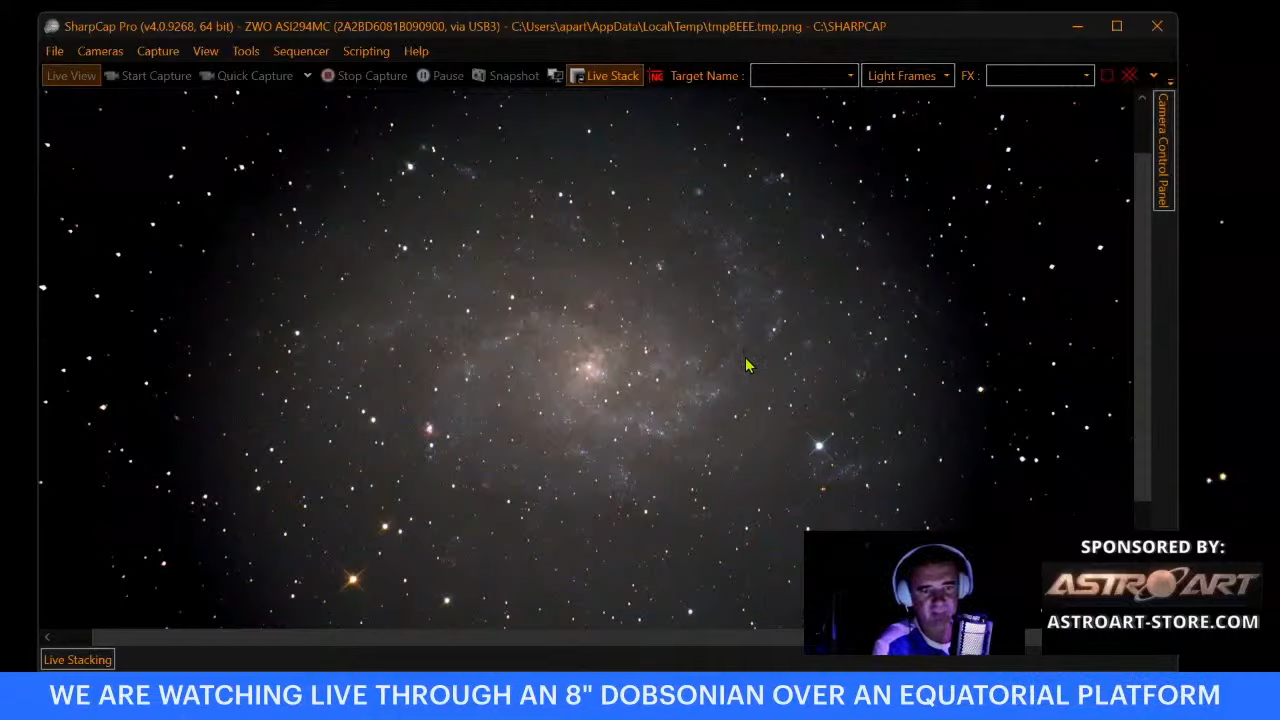 SharpCap Pro (v4.0.9268, 64 bit) - ZWO ASI294MC (2A2BD6081B090900, via USB3) - C:\Users\apart\AppData\Local\Temp\tmpBEEE.tmp.png - C:\SHARPCAP
File Cameras Capture View Tools Sequencer Scripting Help
Live View Start Capture Quick Capture Stop Capture Pause Snapshot Live Stack NC Target Name : Light Frames FX :
Camera Control Panel
SPONSORED BY:
ASTROART
ASTROART-STORE.COM
Live Stacking
WE ARE WATCHING LIVE THROUGH AN 8" DOBSONIAN OVER AN EQUATORIAL PLATFORM